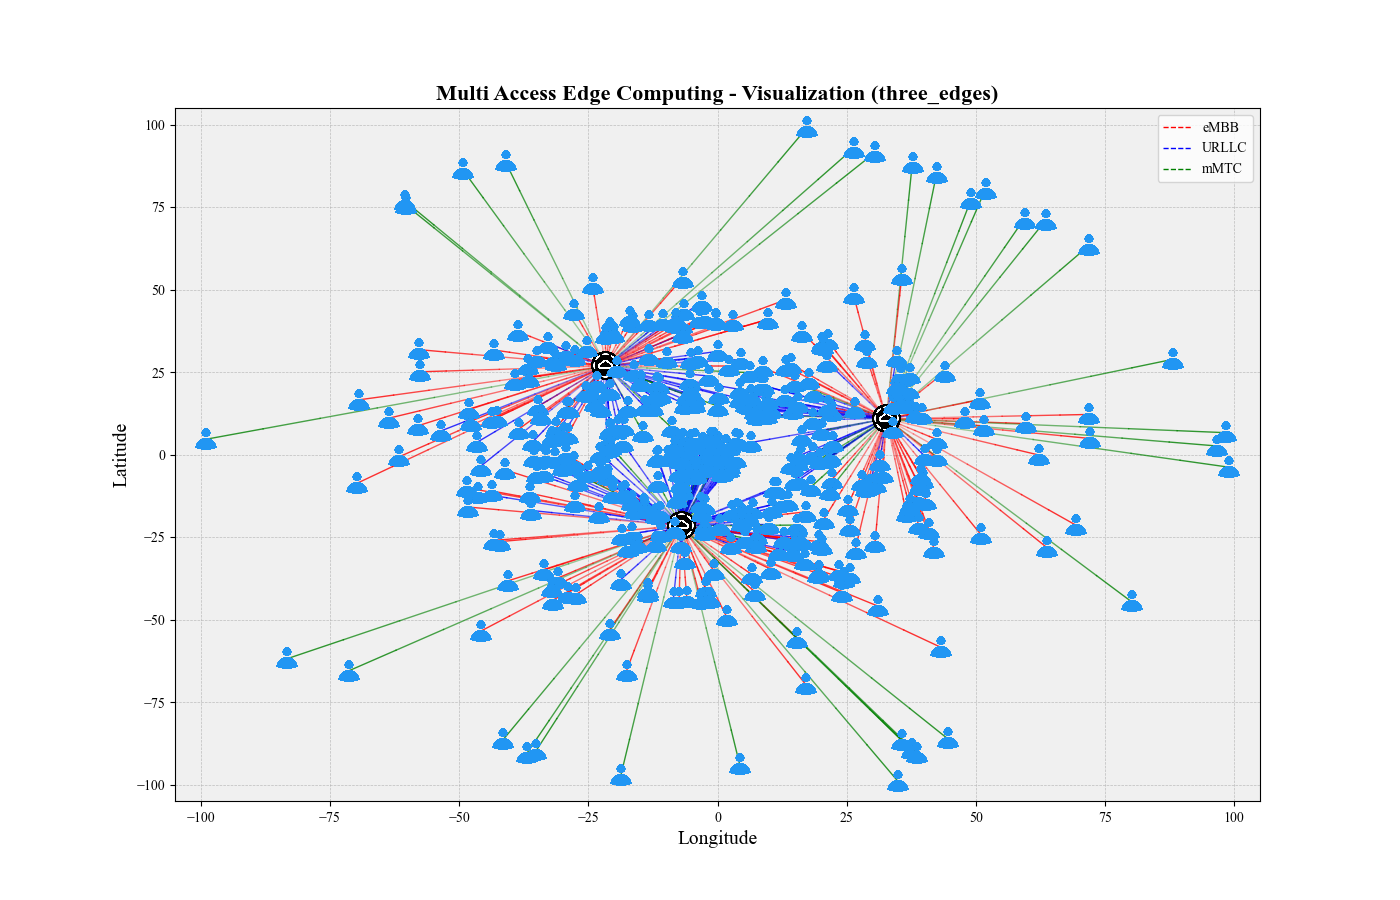 Multi Access Edge Computing - Visualization (three_edges)
eMBB
URLLC
mMTC
Latitude
100
75
50
25
0
−25
−50
−75
−100
−100 −75 −50 −25 0 25 50 75 100
Longitude